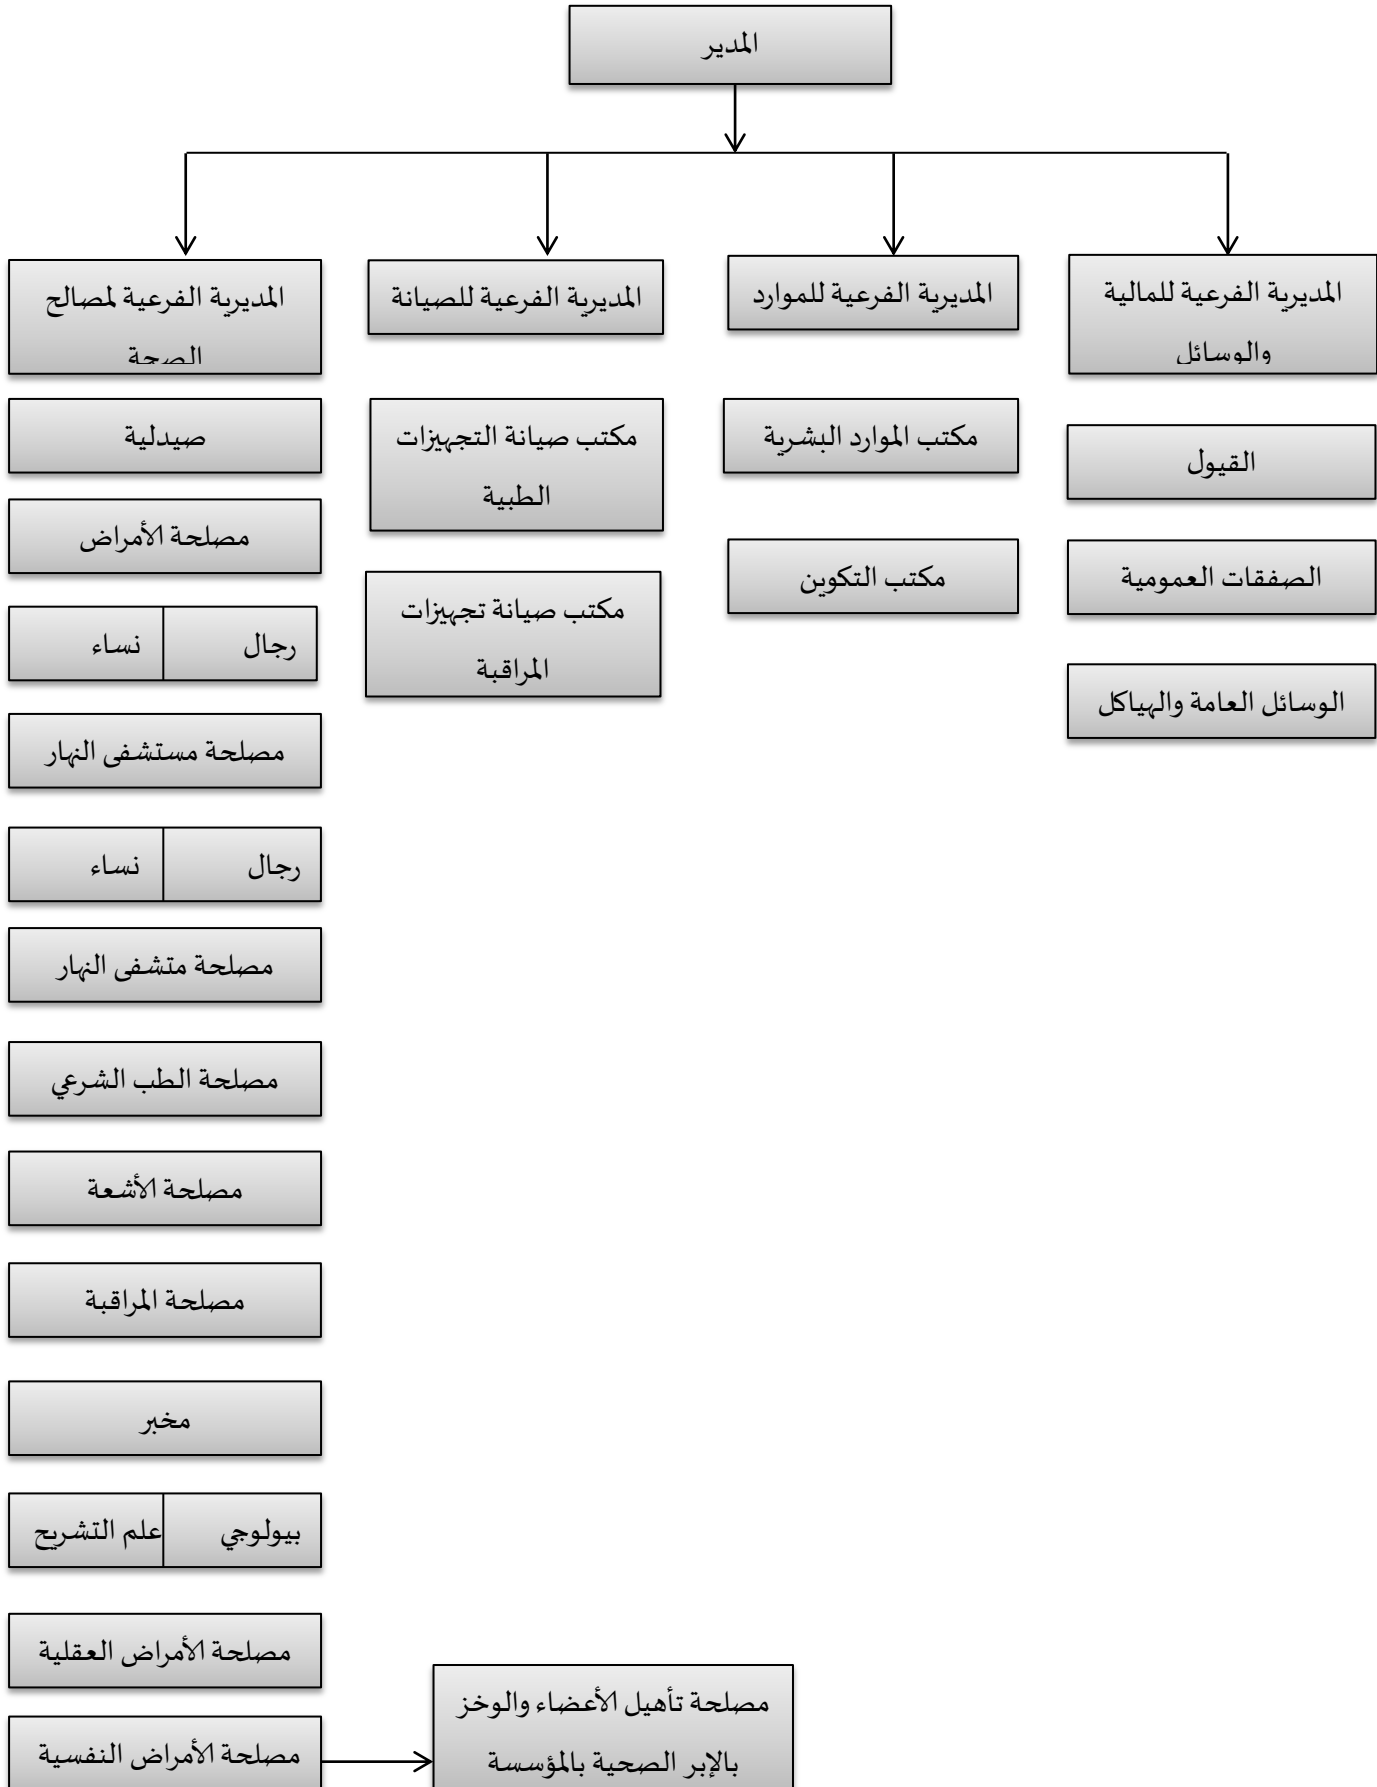 المدير
المديرية الفرعية للمالية
والوسائل
المديرية الفرعية للموارد
المديرية الفرعية للصيانة
المديرية الفرعية لمصالح
الصحة
القيول
الصفقات العمومية
الوسائل العامة والهياكل
مكتب الموارد البشرية
مكتب التكوين
مكتب صيانة التجهيزات
الطبية
مكتب صيانة تجهيزات
المراقبة
صيدلية
مصلحة الأمراض
رجال
نساء
مصلحة مستشفى النهار
رجال
نساء
مصلحة متشفى النهار
مصلحة الطب الشرعي
مصلحة الأشعة
مصلحة المراقبة
مخبر
بيولوجي
علم التشريح
مصلحة الأمراض العقلية
مصلحة الأمراض النفسية
مصلحة تأهيل الأعضاء والوخز
بالإبر الصحية بالمؤسسة